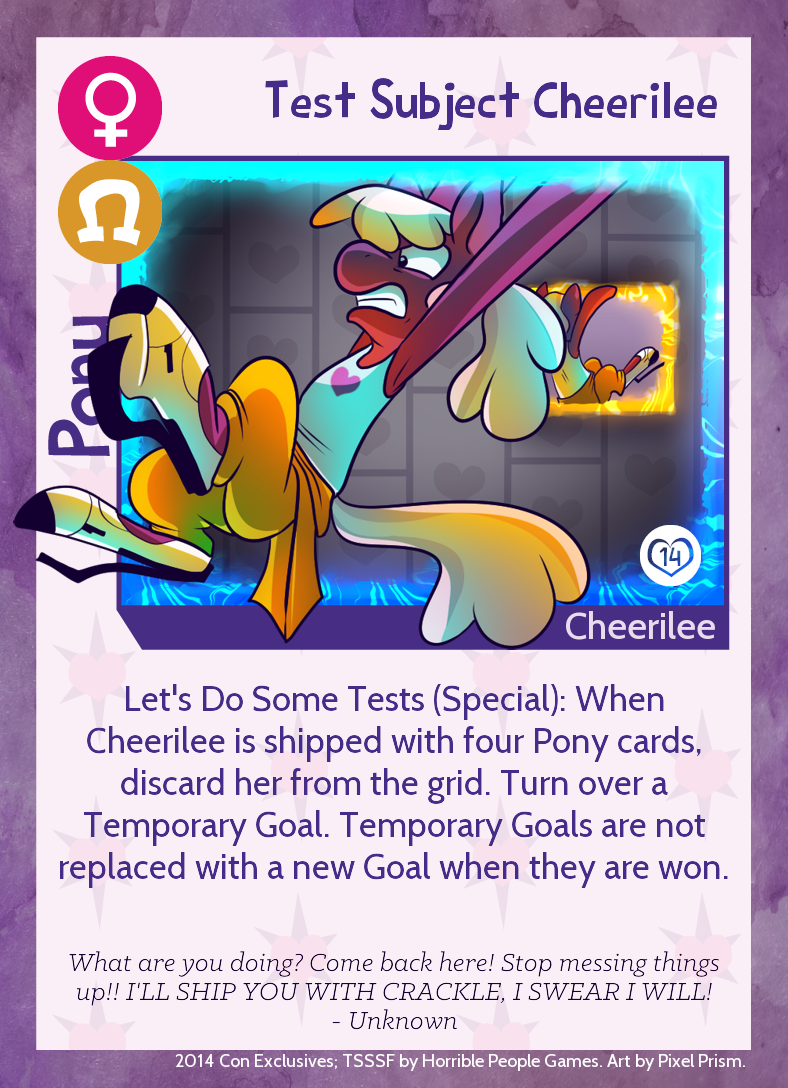 Test Subject Cheerilee
Pony
1
1
14
Cheerilee
Let's Do Some Tests (Special): When
Cheerilee is shipped with four Pony cards,
discard her from the grid. Turn over a
Temporary Goal. Temporary Goals are not
replaced with a new Goal when they are won.
What are you doing? Come back here! Stop messing things
up!! I'LL SHIP YOU WITH CRACKLE, I SWEAR I WILL!
- Unknown
2014 Con Exclusives; TSSSF by Horrible People Games. Art by Pixel Prism.